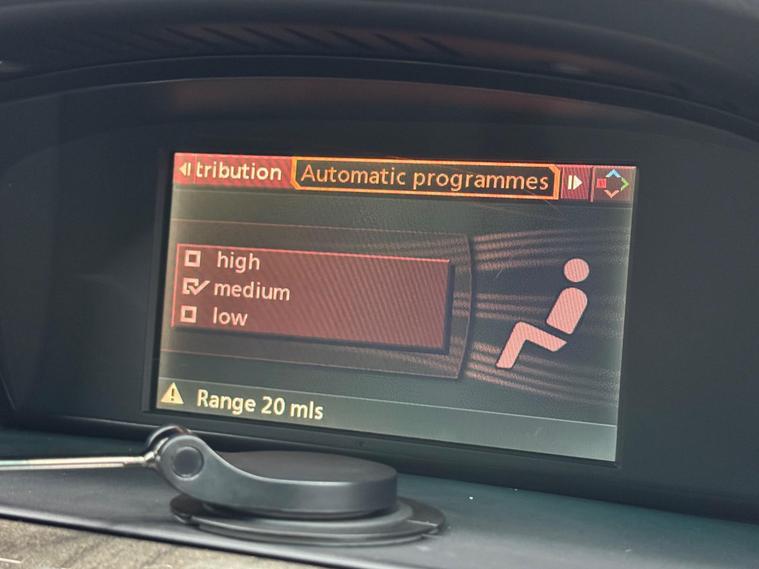 tribution Automatic programmes
high
medium
low
Range 20 mls